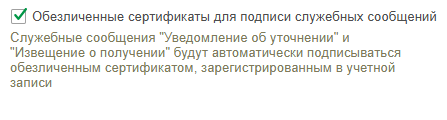 Обезличенные сертификаты для подписи служебных сообщений
Служебные сообщения "Уведомление об уточнении" и
"Извещение о получении" будут автоматически подписываться
обезличенным сертификатом, зарегистрированным в учетной
записи